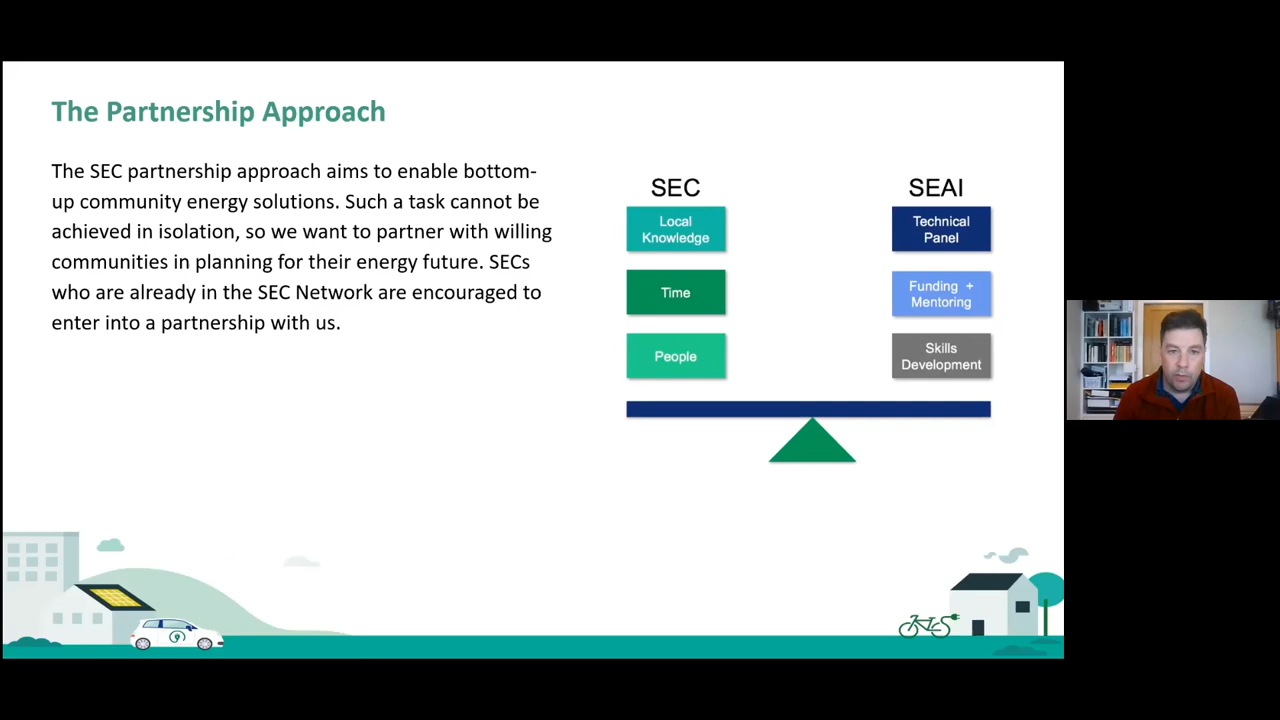 The Partnership Approach
The SEC partnership approach aims to enable bottom-
up community energy solutions. Such a task cannot be
achieved in isolation, so we want to partner with willing
communities in planning for their energy future. SECs
who are already in the SEC Network are encouraged to
enter into a partnership with us.
SEC
Local
Knowledge
Time
People
SEAI
Technical
Panel
Funding +
Mentoring
Skills
Development